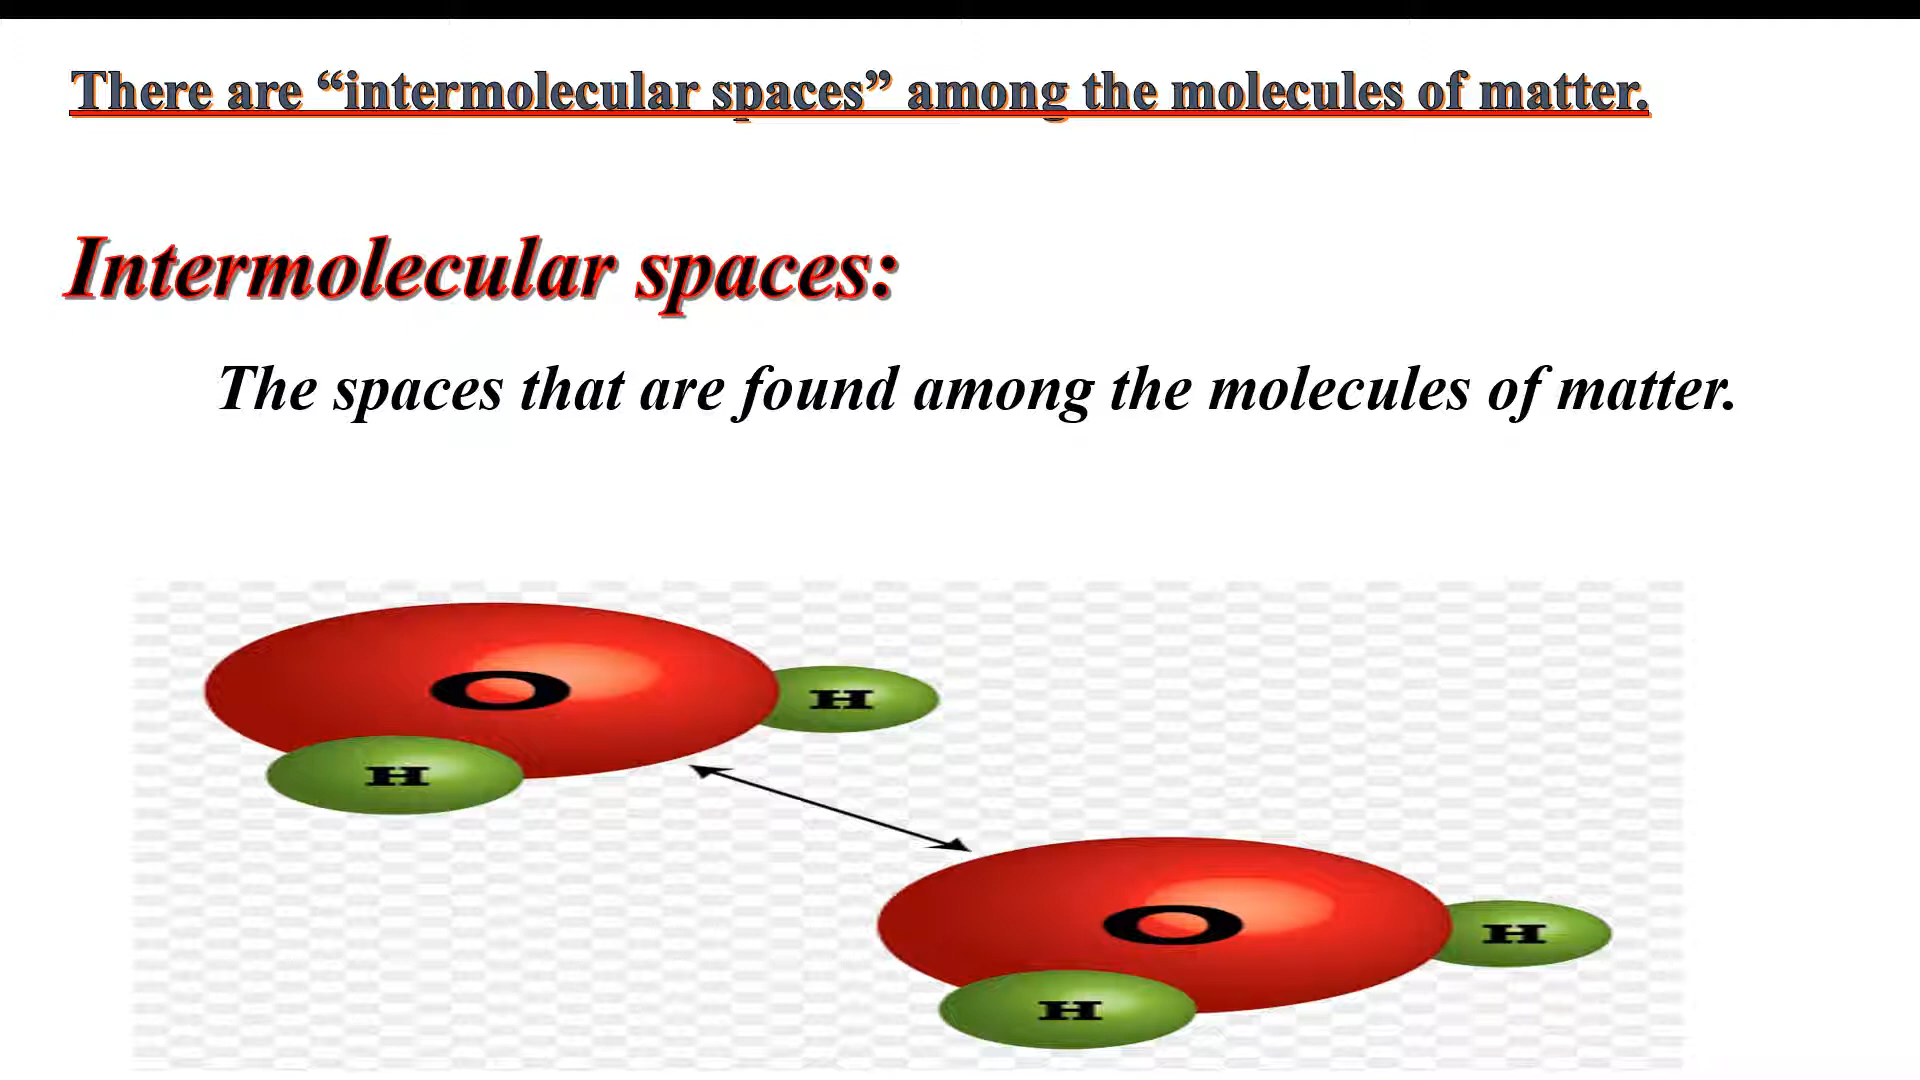 There are “intermolecular spaces” among the molecules of matter.
Intermolecular spaces:
The spaces that are found among the molecules of matter.
O
H
H
O
H
H